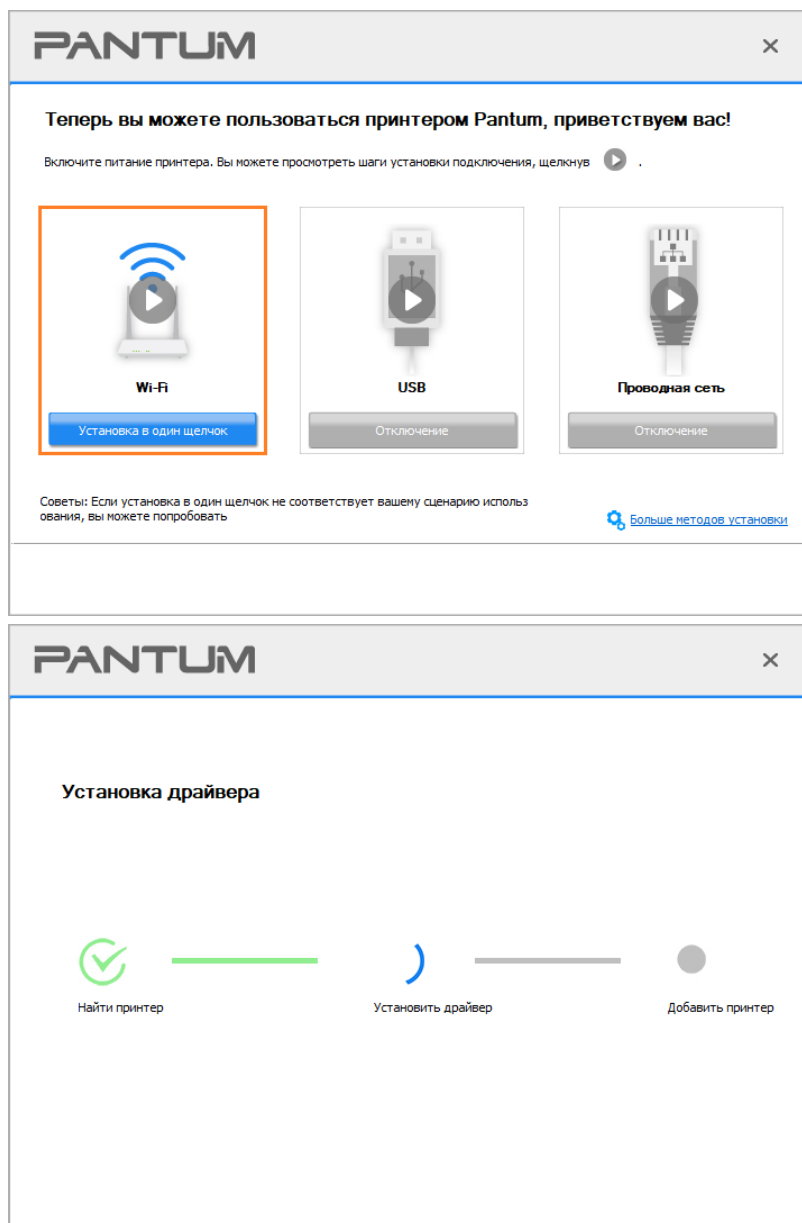 PANTUM
Теперь вы можете пользоваться принтером Pantum, приветствуем вас!
Включите питание принтера. Вы можете просмотреть шаги установки подключения, щелкнув .
Wi-Fi
Установка в один щелчок
USB
Отключение
Проводная сеть
Отключение
Советы: Если установка в один щелчок не соответствует вашему сценарию использ
ования, вы можете попробовать
Больше методов установки
PANTUM
Установка драйвера
Найти принтер
Установить драйвер
Добавить принтер